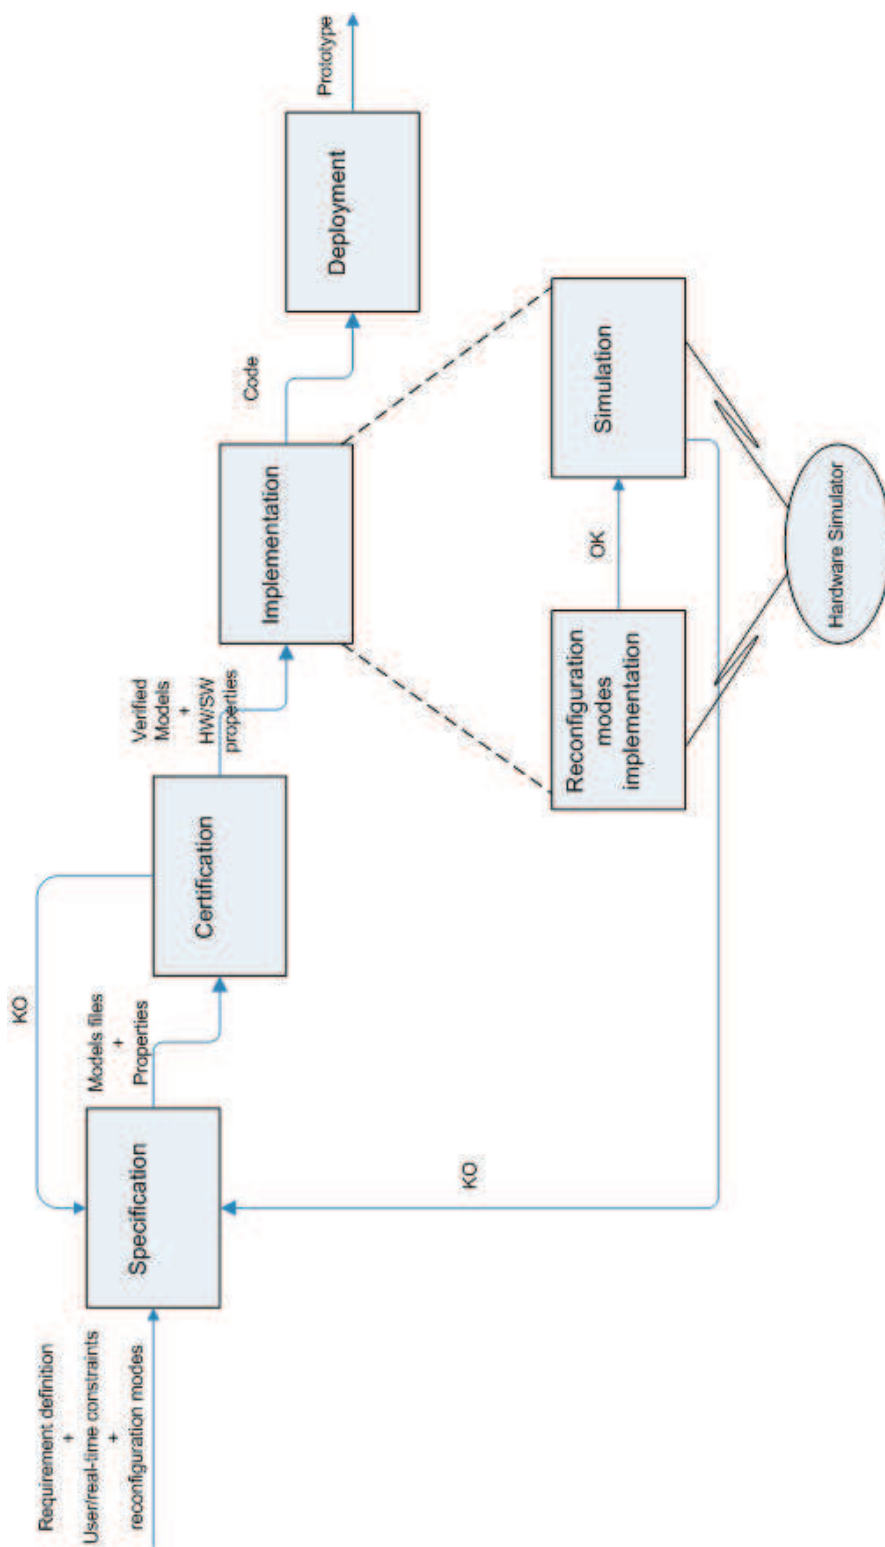 Requirement definition
+
User/real-time constraints
+
reconfiguration modes
Specification
KO
Models files
+
Properties
Certification
Verified
Models
+
HW/SW
properties
Implementation
Code
Deployment
Prototype
KO
Reconfiguration
modes
implementation
OK
Simulation
Hardware Simulator